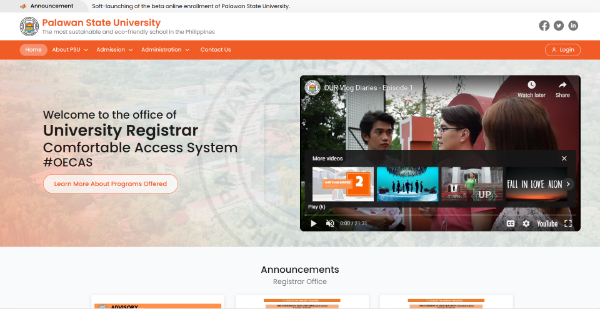 Announcement
Soft-launching of the beta online enrollment of Palawan State University.
Palawan State University
The most sustainable and eco-friendly school in the Philippines
Home
About PSU
Admission
Administration
Contact Us
Login
Welcome to the office of
University Registrar
Comfortable Access System
#OECAS
Learn More About Programs Offered
OUR Vlog Diaries - Episode 1
Watch later
Share
More videos
2
U
UP
FALL IN LOVE ALON
Play (k)
0:00 / 21:31
YouTube
Announcements
Registrar Office
ADVISORY